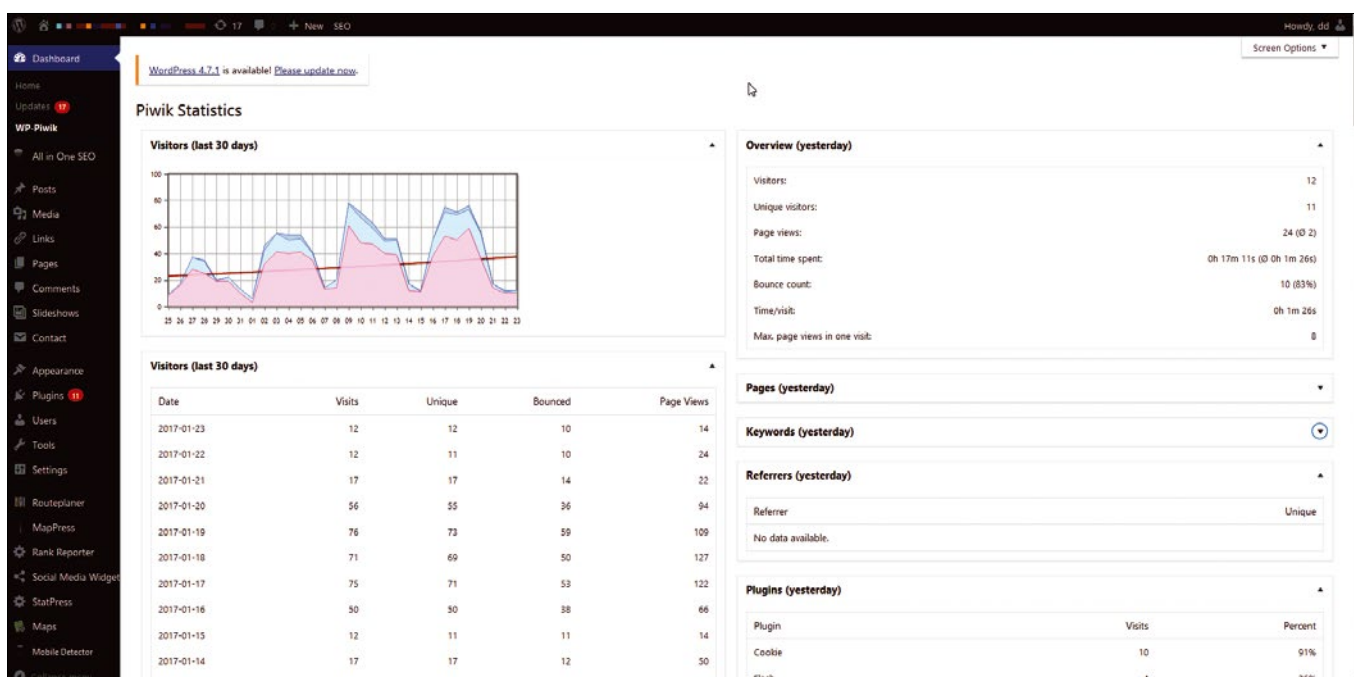 17 New SEO
Howdy, dd
Screen Options ▼
Dashboard
Home
Updates 17
WP-Piwik
All in One SEO
Posts
Media
Links
Pages
Comments
Slideshows
Contact
Appearance
Plugins 11
Users
Tools
Settings
Routeplaner
MapPress
Rank Reporter
Social Media Widget
StatPress
Maps
Mobile Detector
WordPress 4.7.1 is available! Please update now.
Piwik Statistics
Visitors (last 30 days)
100
80
60
40
20
0
25 26 27 28 29 30 31 01 02 03 04 05 06 07 08 09 10 11 12 13 14 15 16 17 18 19 20 21 22 23
Visitors (last 30 days)
Date Visits Unique Bounced Page Views
2017-01-23 12 12 10 14
2017-01-22 12 11 10 24
2017-01-21 17 17 14 22
2017-01-20 56 55 36 94
2017-01-19 76 73 59 109
2017-01-18 71 69 50 127
2017-01-17 75 71 53 122
2017-01-16 50 50 38 66
2017-01-15 12 11 11 14
2017-01-14 17 17 12 50
Overview (yesterday)
Visitors: 12
Unique visitors: 11
Page views: 24 (Ø 2)
Total time spent: 0h 17m 11s (Ø 0h 1m 26s)
Bounce count: 10 (83%)
Time/visit: 0h 1m 26s
Max. page views in one visit: 8
Pages (yesterday)
Keywords (yesterday)
Referrers (yesterday)
Referrer Unique
No data available.
Plugins (yesterday)
Plugin Visits Percent
Cookie 10 91%